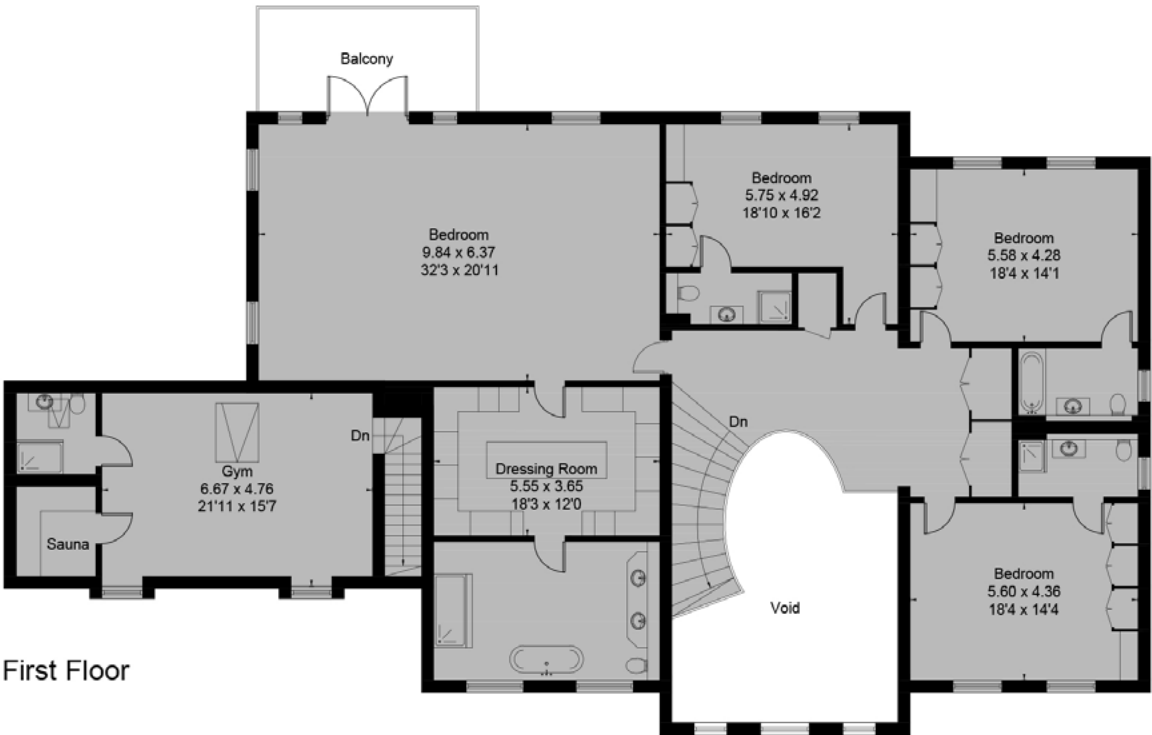 Balcony
Bedroom
9.84 x 6.37
32'3 x 20'11
Bedroom
5.75 x 4.92
18'10 x 16'2
Bedroom
5.58 x 4.28
18'4 x 14'1
Dn
Gym
6.67 x 4.76
21'11 x 15'7
Sauna
Dressing Room
5.55 x 3.65
18'3 x 12'0
Dn
Void
Bedroom
5.60 x 4.36
18'4 x 14'4
First Floor